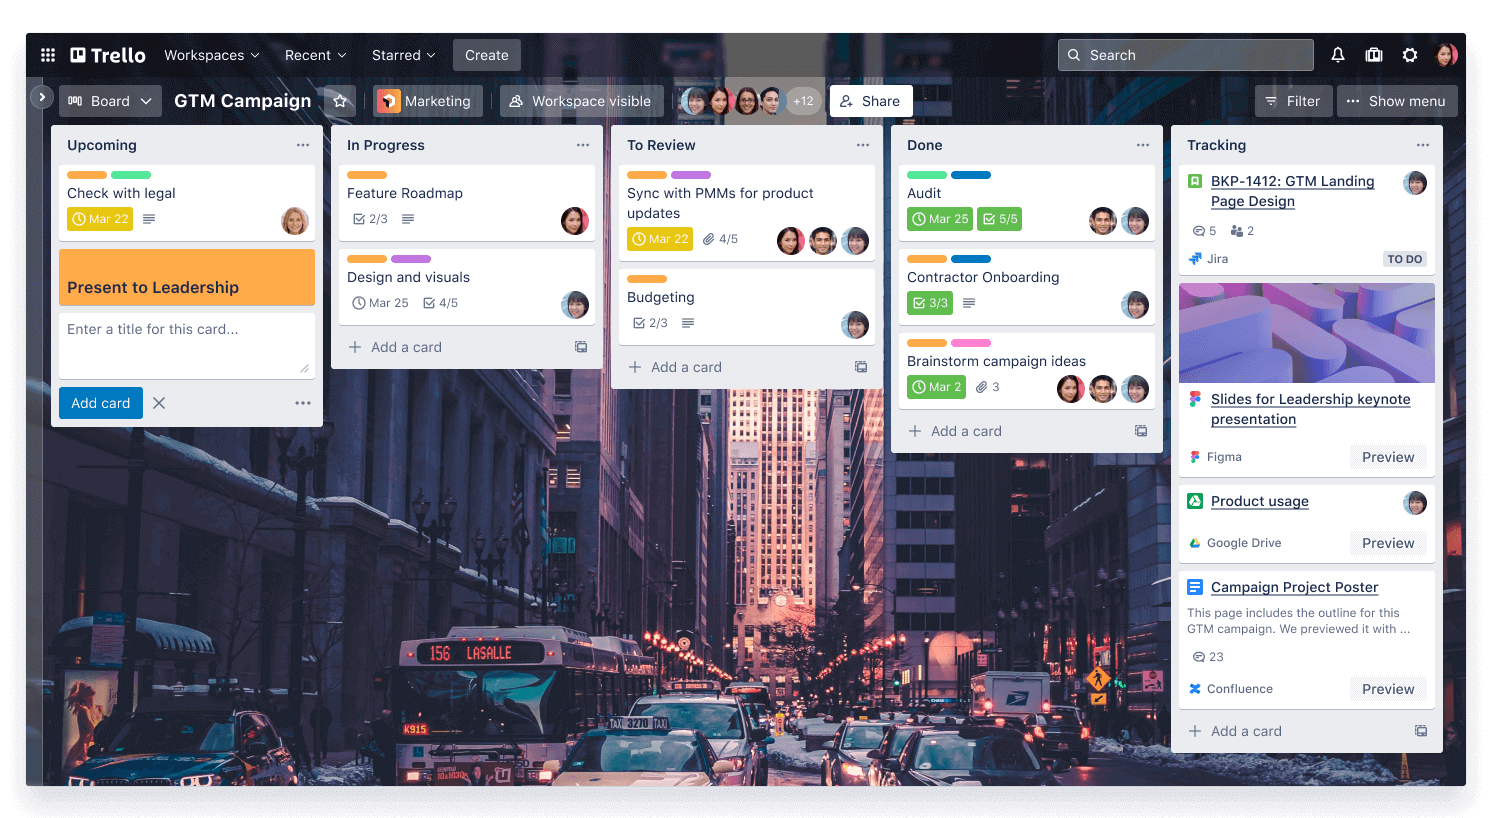 Trello
Workspaces
Recent
Starred
Create
Search
Board
GTM Campaign
Marketing
Workspace visible
+12
Share
Filter
Show menu
Upcoming
Check with legal
Mar 22
Present to Leadership
Enter a title for this card...
Add card
In Progress
Feature Roadmap
2/3
Design and visuals
Mar 25
4/5
Add a card
To Review
Sync with PMMs for product
updates
Mar 22
4/5
Budgeting
2/3
Add a card
Done
Audit
Mar 25
5/5
Contractor Onboarding
3/3
Brainstorm campaign ideas
Mar 2
3
Add a card
Tracking
BKP-1412: GTM Landing
Page Design
5
2
Jira
TO DO
Slides for Leadership keynote
presentation
Figma
Preview
Product usage
Google Drive
Preview
Campaign Project Poster
This page includes the outline for this
GTM campaign. We previewed it with ...
23
Confluence
Preview
Add a card
156 LASALLE
K915
TAXI 3270 TAXI